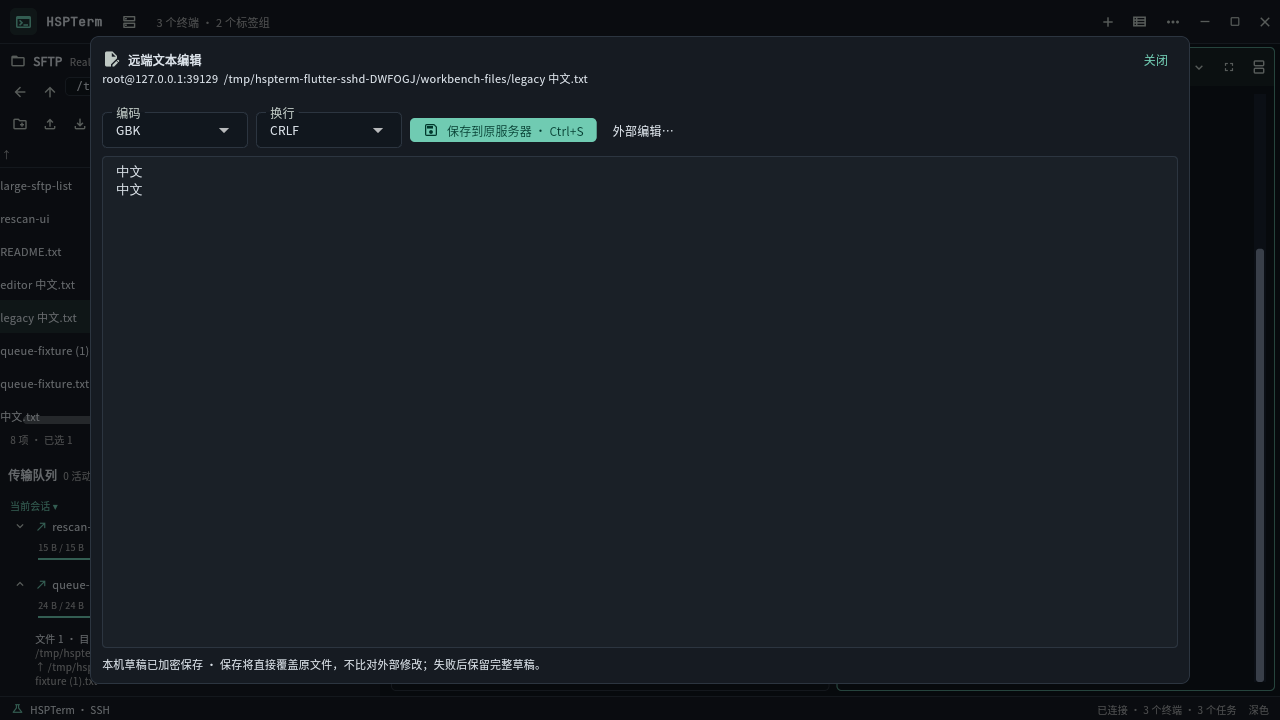 HSPTerm
3 个终端 · 2 个标签组
SFTP Real
/t
↑
large-sftp-list
rescan-ui
README.txt
editor 中文.txt
legacy 中文.txt
queue-fixture (1)
queue-fixture.txt
中文.txt
8 项 · 已选 1
传输队列 0 活动
当前会话 ▾
↗ rescan-
15 B / 15 B
↗ queue-
24 B / 24 B
文件 1 · 目
/tmp/hspte
↑ /tmp/hsp
fixture (1).txt
远端文本编辑
关闭
root@127.0.0.1:39129 /tmp/hspterm-flutter-sshd-DWFOGJ/workbench-files/legacy 中文.txt
编码
GBK
换行
CRLF
保存到原服务器 · Ctrl+S
外部编辑…
中文
中文
本机草稿已加密保存 · 保存将直接覆盖原文件，不比对外部修改；失败后保留完整草稿。
HSPTerm · SSH
已连接 · 3 个终端 · 3 个任务 深色